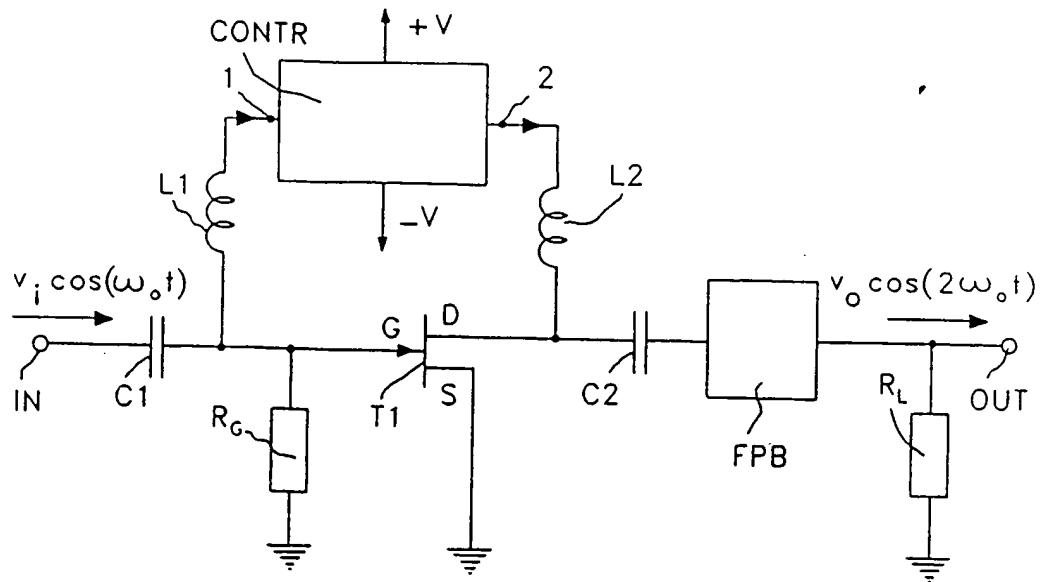 CONTR
+V
1
2
L1
L2
–V
v_i cos(ω_o t)
v_o cos(2ω_o t)
G
D
S
IN
C1
T1
C2
R_L
OUT
R_G
FPB